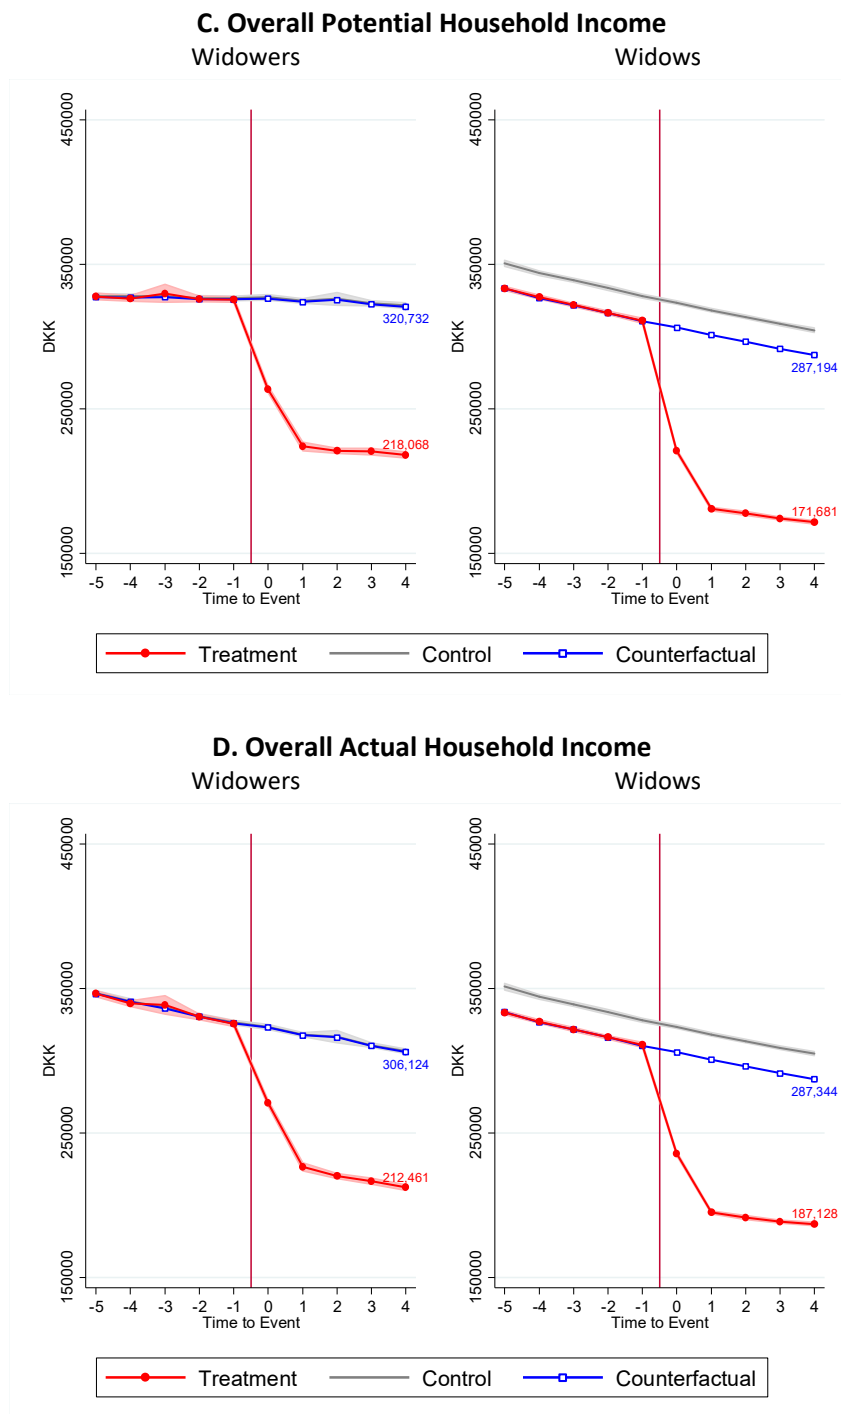 C. Overall Potential Household Income
Widowers Widows
450000
350000
250000
150000
DKK
320,732
218,068
-5 -4 -3 -2 -1 0 1 2 3 4
Time to Event
450000
350000
250000
150000
DKK
287,194
171,681
-5 -4 -3 -2 -1 0 1 2 3 4
Time to Event
Treatment Control Counterfactual
D. Overall Actual Household Income
Widowers Widows
450000
350000
250000
150000
DKK
306,124
212,461
-5 -4 -3 -2 -1 0 1 2 3 4
Time to Event
450000
350000
250000
150000
DKK
287,344
187,128
-5 -4 -3 -2 -1 0 1 2 3 4
Time to Event
Treatment Control Counterfactual